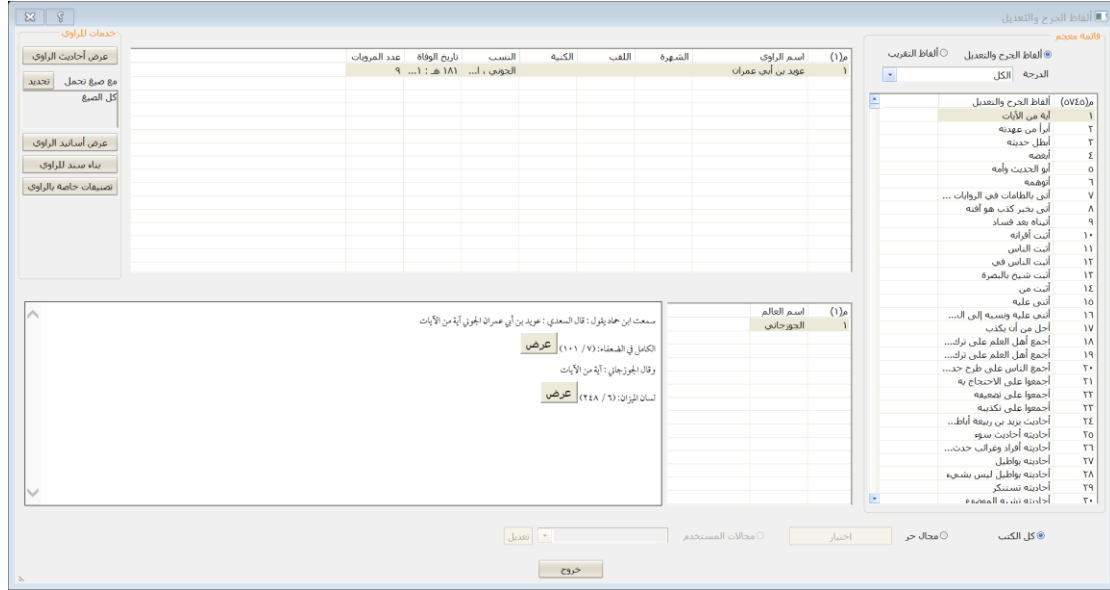 ألفاظ الجرح والتعديل
قائمة معجم
ألفاظ الجرح والتعديل
ألفاظ التقريب
الدرجة
الكل
م(٥٧٤٥) ألفاظ الجرح والتعديل
١ آية من الآيات
٢ أبرأ من عهدته
٣ أبطل حديثه
٤ أبغضه
٥ أبو الحديث وأمه
٦ أتوهمه
٧ أتى بالطامات في الروايات ...
٨ أتى بخبر كذب هو آفته
٩ أتيناه بعد فساد
١٠ أثبت أقرانه
١١ أثبت الناس
١٢ أثبت الناس في
١٣ أثبت شيخ بالبصرة
١٤ أثبت من
١٥ أثنى عليه
١٦ أثني عليه ونسبه إلى ال...
١٧ أجل من أن يكذب
١٨ أجمع أهل العلم على ترك...
١٩ أجمع أهل العلم على ترك...
٢٠ أجمع الناس على طرح حد...
٢١ أجمعوا على الاحتجاج به
٢٢ أجمعوا على تضعيفه
٢٣ أجمعوا على تكذيبه
٢٤ أحاديث يزيد بن ربيعة أباط...
٢٥ أحاديثه أحاديث سوء
٢٦ أحاديثه أفراد وغرائب حدث...
٢٧ أحاديثه بواطيل
٢٨ أحاديثه بواطيل ليس بشيء
٢٩ أحاديثه تستنكر
٣٠ أحاديثه تشبه الموضوع
م(١) اسم الراوي الشهرة اللقب الكنية النسب تاريخ الوفاة عدد المرويات
١ عويد بن أبي عمران الجوني ، ا... ١٨١ هـ : ١... ٩
خدمات للراوي
عرض أحاديث الراوي
مع صيغ تحمل تحديد
كل الصيغ
عرض أسانيد الراوي
بناء سند للراوي
تصنيفات خاصة بالراوي
م(١) اسم العالم
١ الجوزجاني
سمعت ابن حماد يقول : قال السعدي : عويد بن أبي عمران الجوني آية من الآيات
الكامل في الضعفاء: (٧ / ١٠١) عرض
وقال الجوزجاني : آية من الآيات
لسان الميزان: (٦ / ٢٤٨) عرض
كل الكتب مجال حر اختيار مجالات المستخدم تعديل
خروج